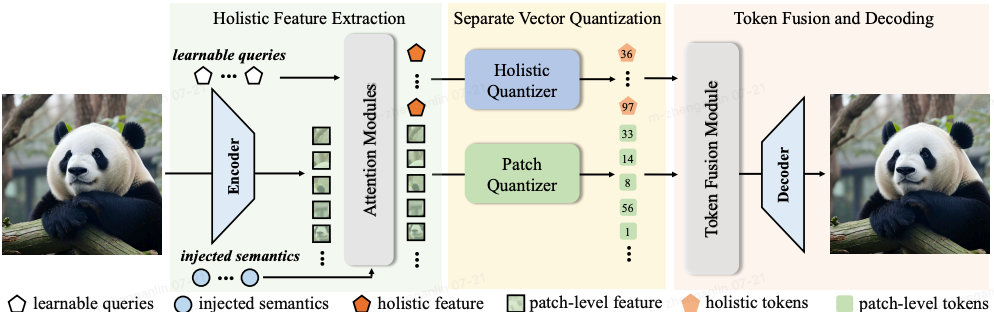 Holistic Feature Extraction
Separate Vector Quantization
Token Fusion and Decoding
learnable queries
Encoder
injected semantics
Attention Modules
Holistic
Quantizer
Patch
Quantizer
36
97
33
14
8
56
1
Token Fusion Module
Decoder
learnable queries
injected semantics
holistic feature
patch-level feature
holistic tokens
patch-level tokens